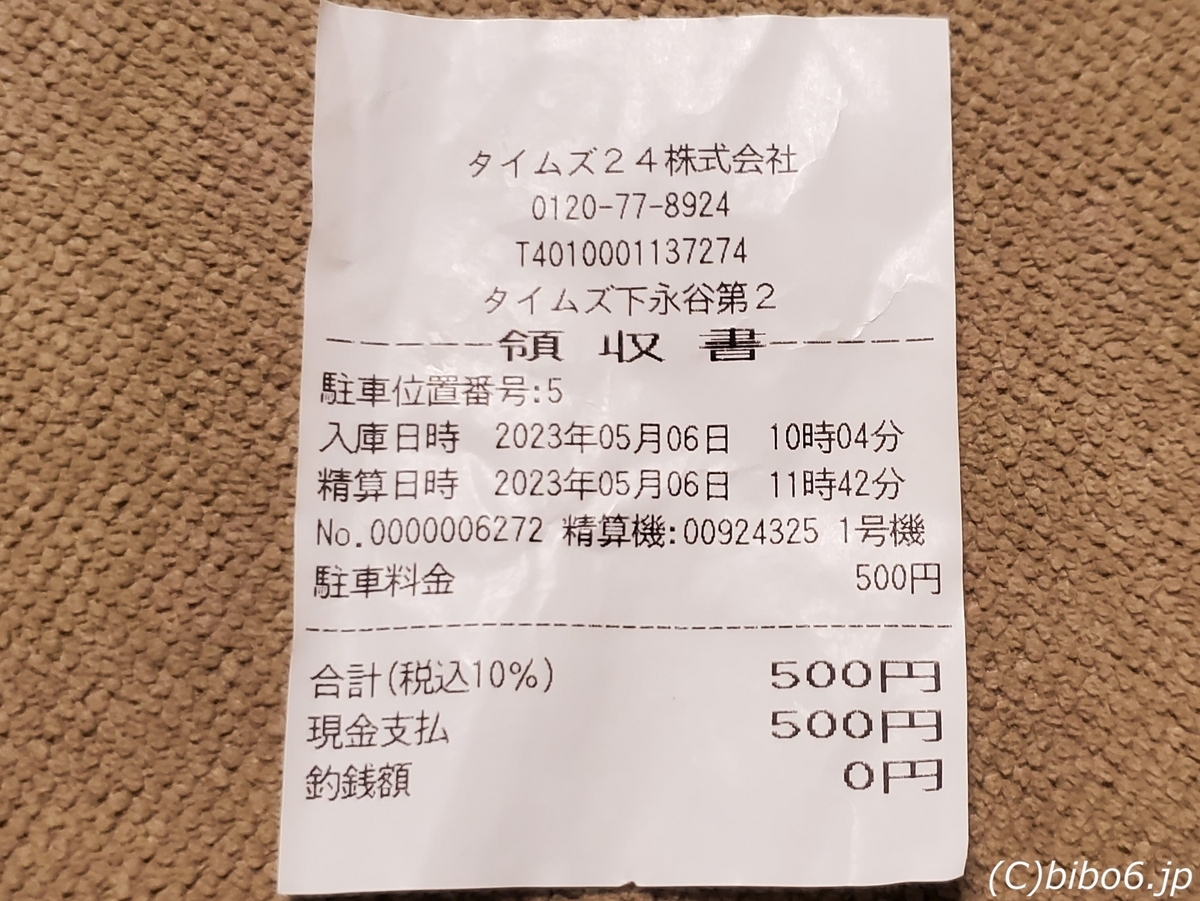 タイムズ24株式会社
0120-77-8924
T4010001137274
タイムズ下永谷第2
領収書
駐車位置番号:5
入庫日時 2023年05月06日 10時04分
精算日時 2023年05月06日 11時42分
No.0000006272 精算機:00924325 1号機
駐車料金 500円
合計(税込10%) 500円
現金支払 500円
釣銭額 0円
(C)bibo6.jp